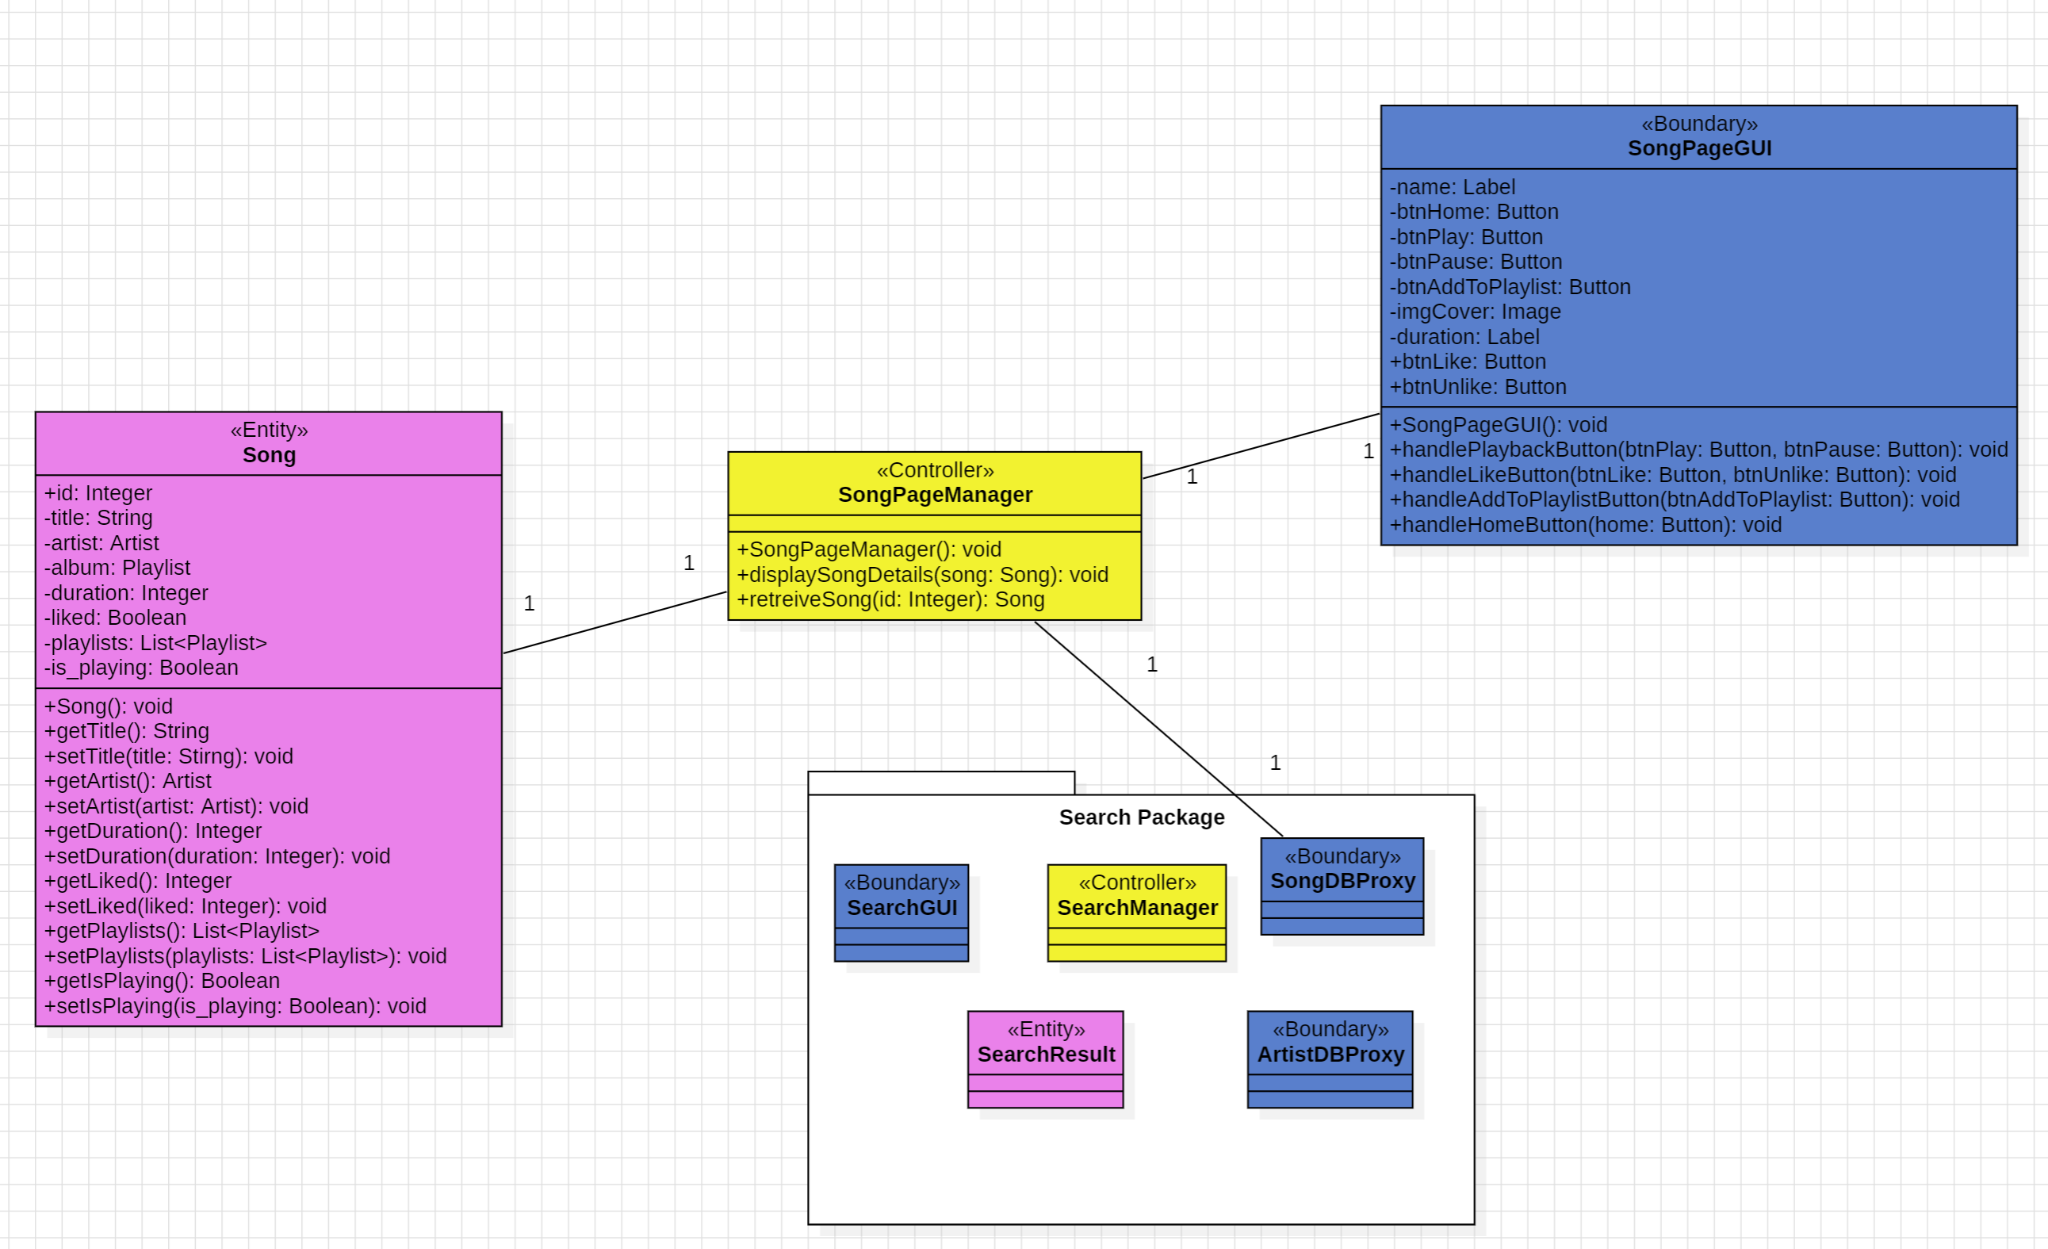 «Boundary»
SongPageGUI
-name: Label
-btnHome: Button
-btnPlay: Button
-btnPause: Button
-btnAddToPlaylist: Button
-imgCover: Image
-duration: Label
+btnLike: Button
+btnUnlike: Button
+SongPageGUI(): void
+handlePlaybackButton(btnPlay: Button, btnPause: Button): void
+handleLikeButton(btnLike: Button, btnUnlike: Button): void
+handleAddToPlaylistButton(btnAddToPlaylist: Button): void
+handleHomeButton(home: Button): void
1
1
«Entity»
Song
+id: Integer
-title: String
-artist: Artist
-album: Playlist
-duration: Integer
-liked: Boolean
-playlists: List<Playlist>
-is_playing: Boolean
+Song(): void
+getTitle(): String
+setTitle(title: Stirng): void
+getArtist(): Artist
+setArtist(artist: Artist): void
+getDuration(): Integer
+setDuration(duration: Integer): void
+getLiked(): Integer
+setLiked(liked: Integer): void
+getPlaylists(): List<Playlist>
+setPlaylists(playlists: List<Playlist>): void
+getIsPlaying(): Boolean
+setIsPlaying(is_playing: Boolean): void
1
1
«Controller»
SongPageManager
+SongPageManager(): void
+displaySongDetails(song: Song): void
+retreiveSong(id: Integer): Song
1
1
Search Package
«Boundary»
SearchGUI
«Controller»
SearchManager
«Boundary»
SongDBProxy
«Entity»
SearchResult
«Boundary»
ArtistDBProxy